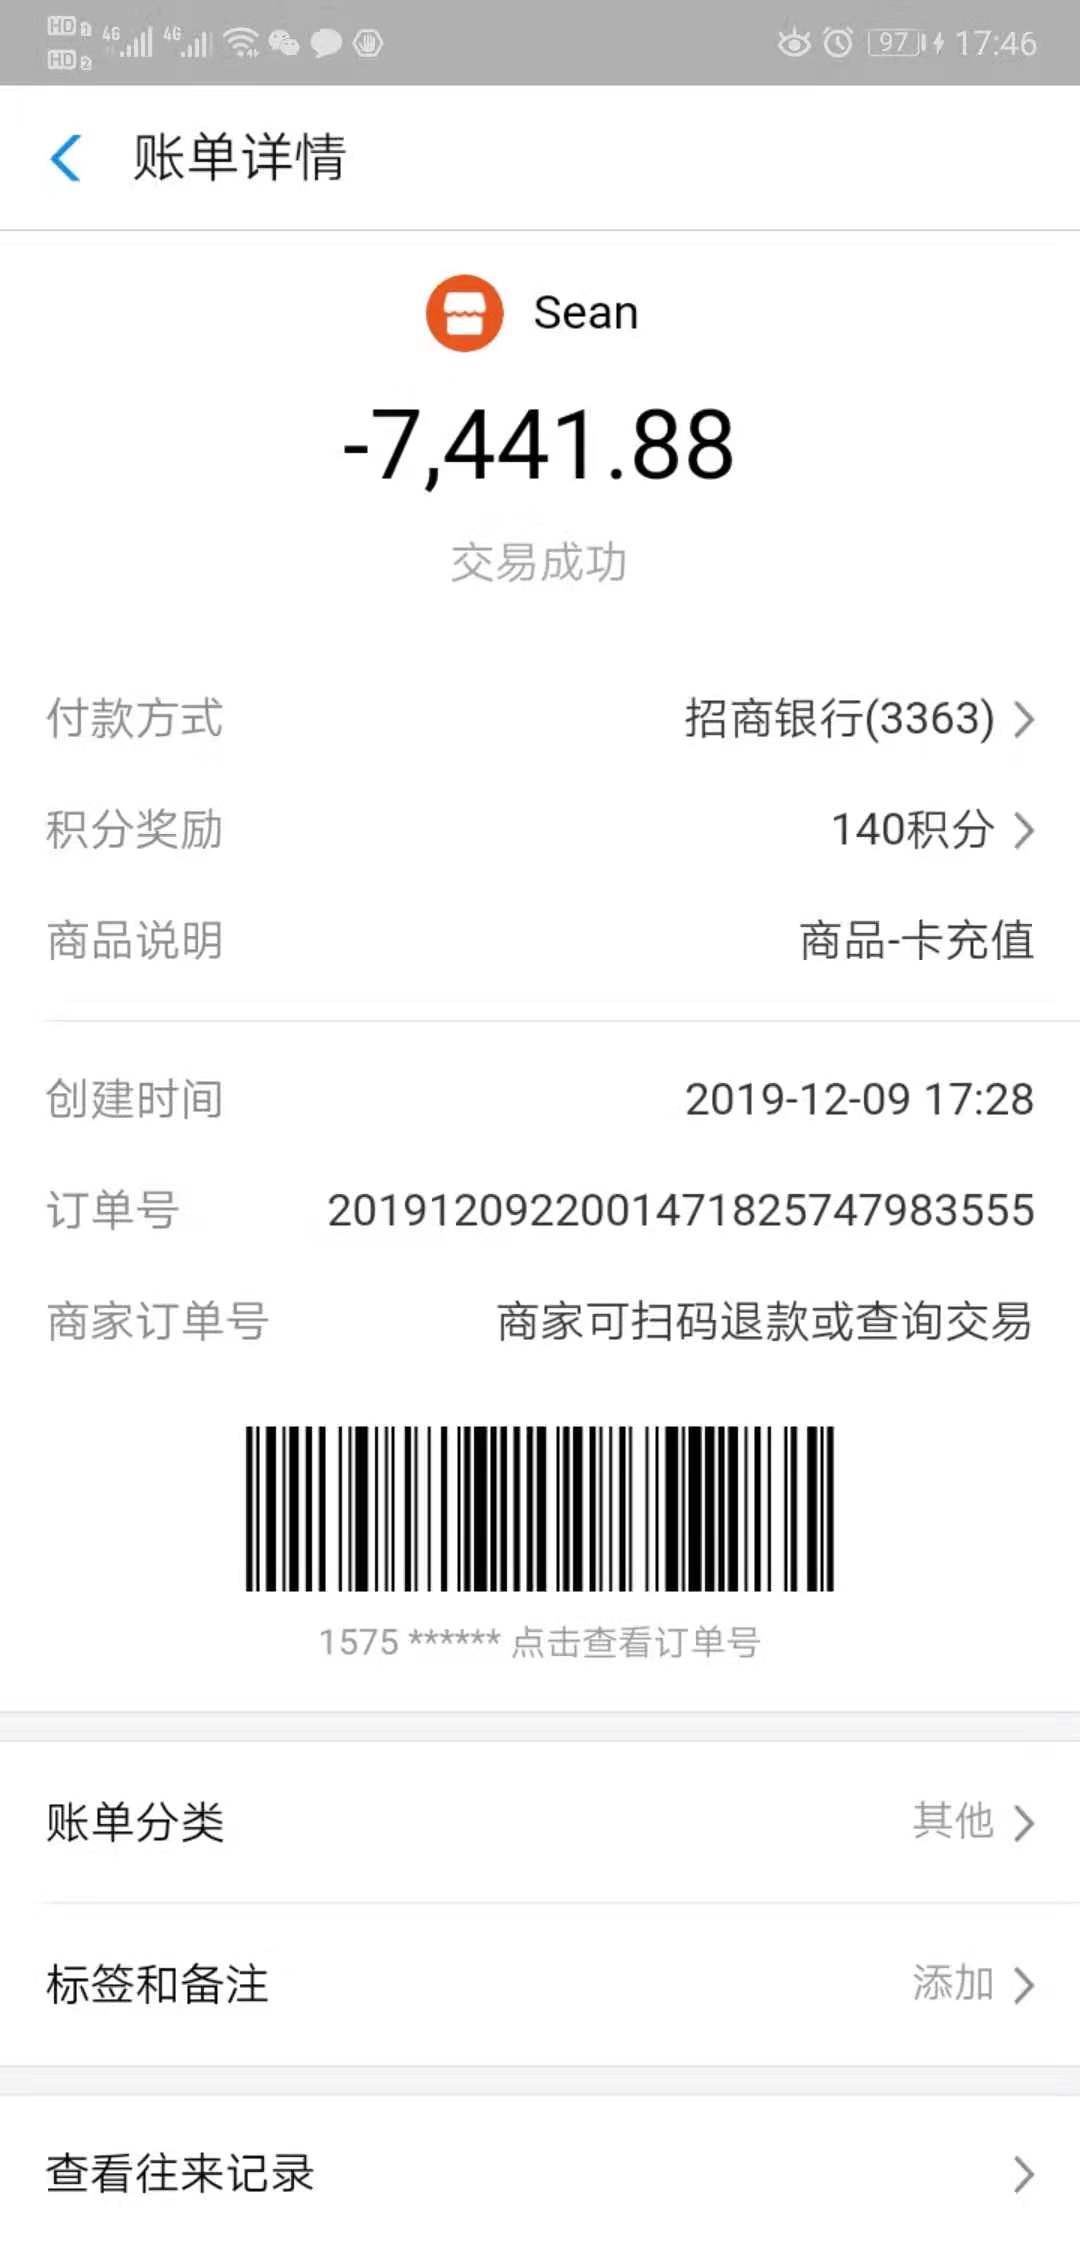 HD 1 4G 4G 97 17:46
HD 2
账单详情
Sean
-7,441.88
交易成功
付款方式 招商银行(3363)
积分奖励 140积分
商品说明 商品-卡充值
创建时间 2019-12-09 17:28
订单号 2019120922001471825747983555
商家订单号 商家可扫码退款或查询交易
1575 ****** 点击查看订单号
账单分类 其他
标签和备注 添加
查看往来记录